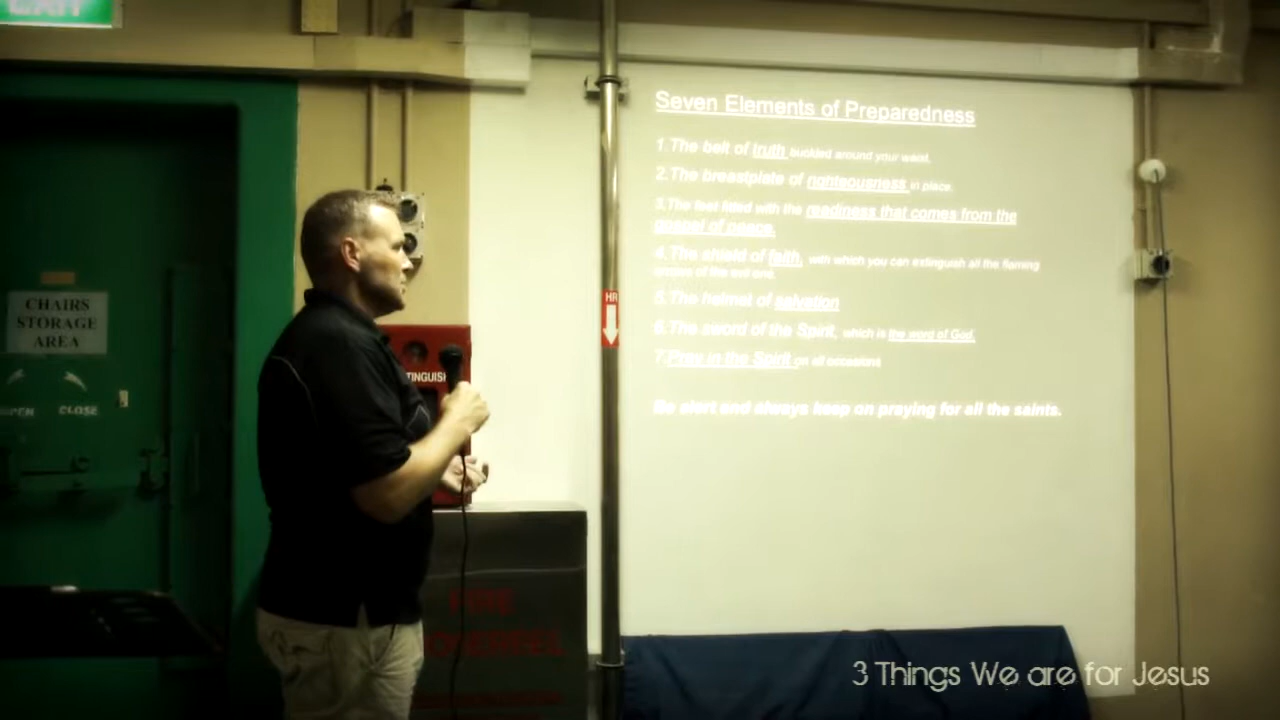 EXIT
Seven Elements of Preparedness
1.The belt of truth buckled around your waist.
2.The breastplate of righteousness in place.
3.The feet fitted with the readiness that comes from the
gospel of peace.
4.The shield of faith, with which you can extinguish all the flaming
of the evil one.
5.The helmet of salvation
6.The sword of the Spirit, which is the word of God.
7.Pray in the Spirit on all occasions
Be alert and always keep on praying for all the saints.
CHAIRS
STORAGE
AREA
OPEN CLOSE
HR
TINGUISH
FIRE
HOSEREEL
3 Things We are for Jesus